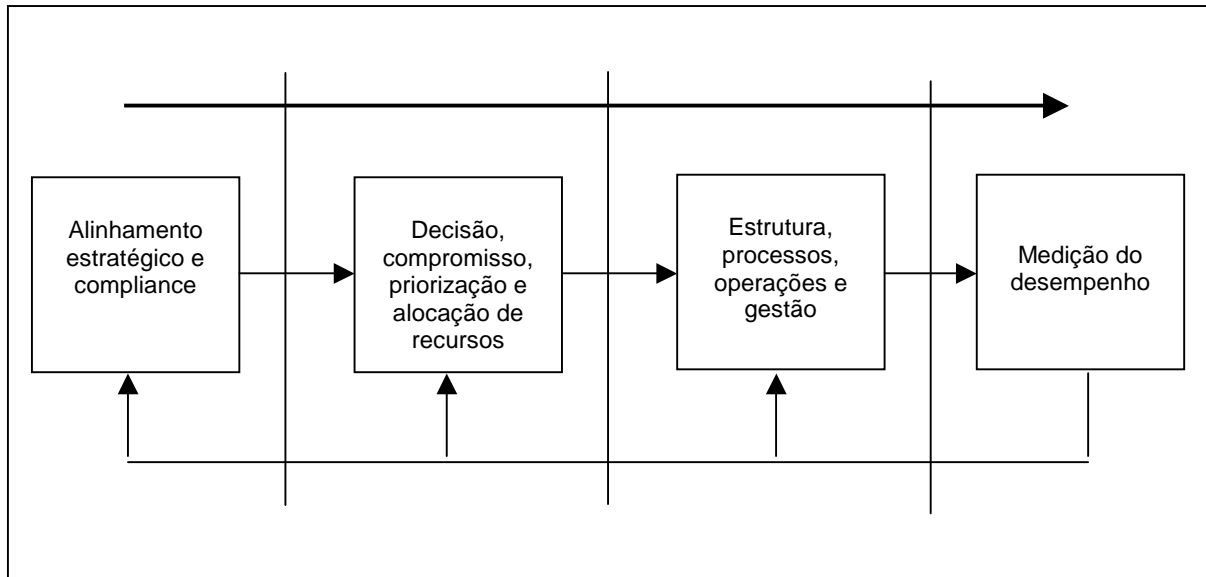 Alinhamento
estratégico e
compliance
Decisão,
compromisso,
priorização e
alocação de
recursos
Estrutura,
processos,
operações e
gestão
Medição do
desempenho